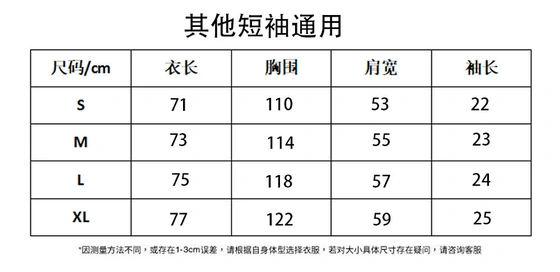 其他短袖通用
尺码/cm 衣长 胸围 肩宽 袖长
S 71 110 53 22
M 73 114 55 23
L 75 118 57 24
XL 77 122 59 25
*因测量方法不同，或存在1-3cm误差，请根据自身体型选择衣服，若对大小具体尺寸存在疑问，请咨询客服